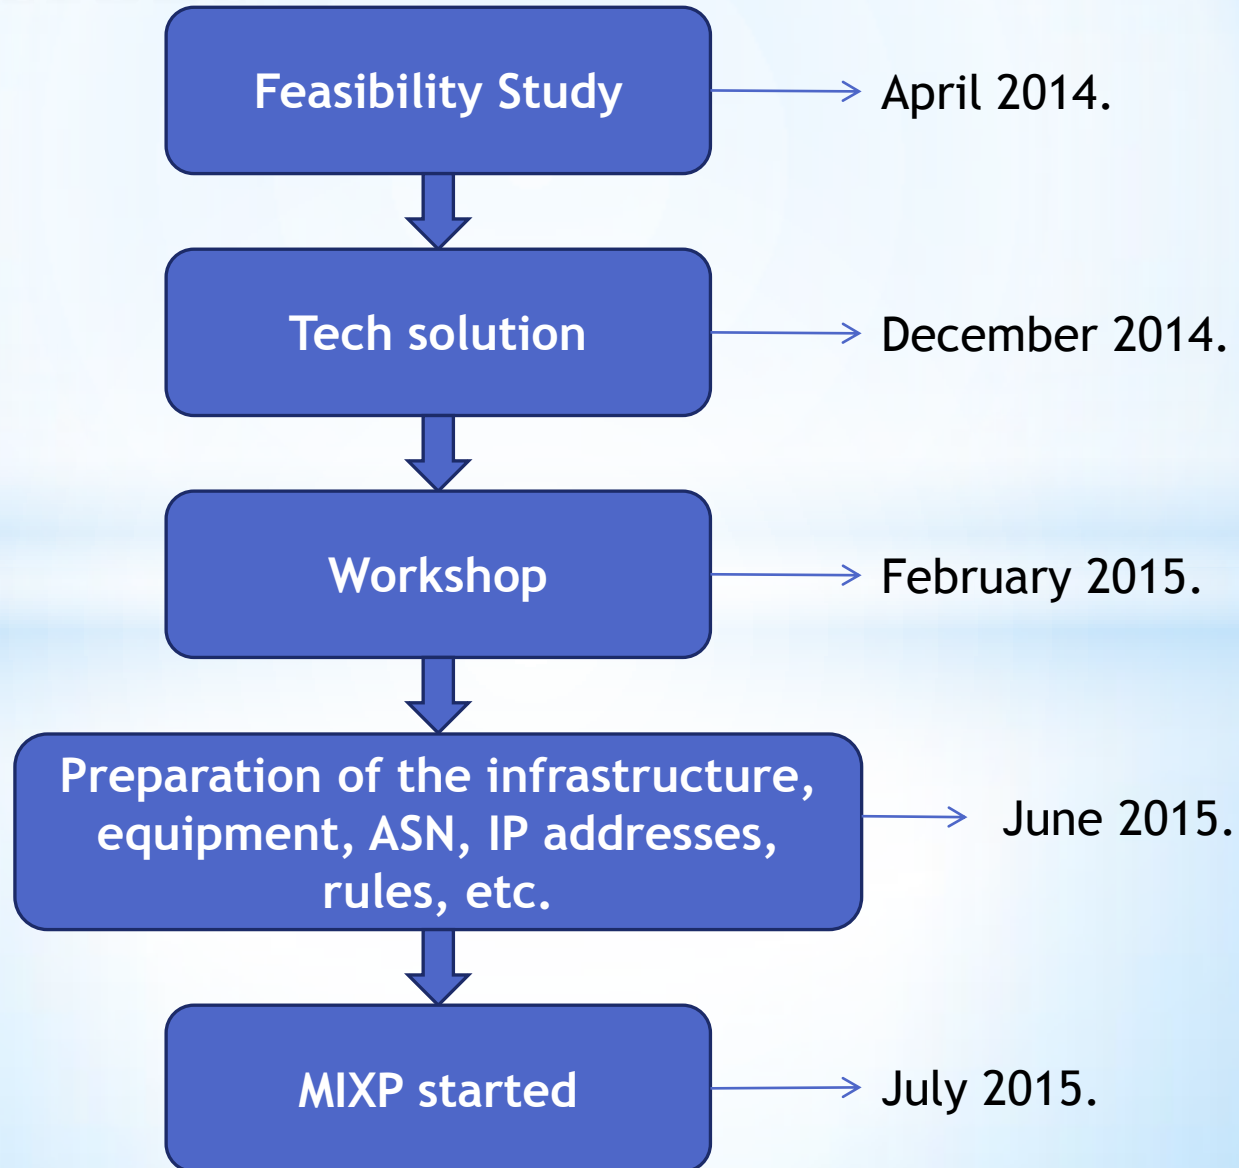 Feasibility Study
April 2014.
Tech solution
December 2014.
Workshop
February 2015.
Preparation of the infrastructure,
equipment, ASN, IP addresses,
rules, etc.
June 2015.
MIXP started
July 2015.